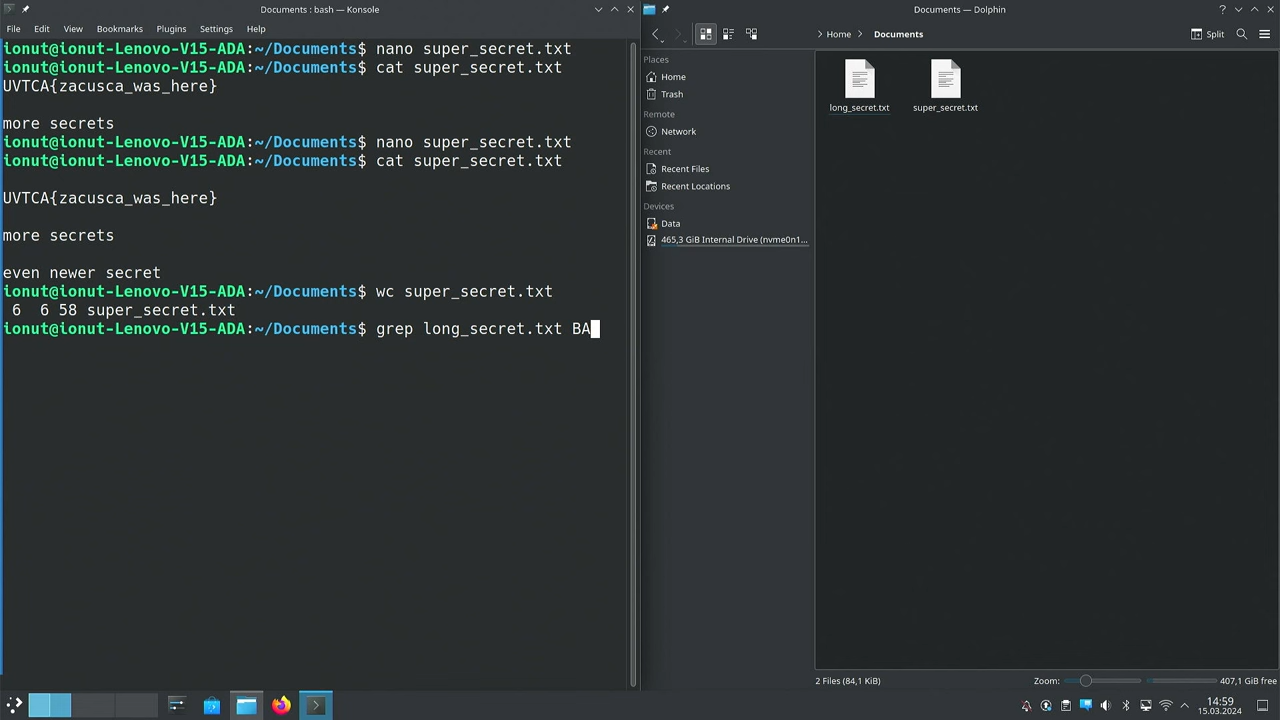 Documents : bash — Konsole
File Edit View Bookmarks Plugins Settings Help
ionut@ionut-Lenovo-V15-ADA:~/Documents$ nano super_secret.txt
ionut@ionut-Lenovo-V15-ADA:~/Documents$ cat super_secret.txt
UVTCA{zacusca_was_here}
more secrets
ionut@ionut-Lenovo-V15-ADA:~/Documents$ nano super_secret.txt
ionut@ionut-Lenovo-V15-ADA:~/Documents$ cat super_secret.txt
UVTCA{zacusca_was_here}
more secrets
even newer secret
ionut@ionut-Lenovo-V15-ADA:~/Documents$ wc super_secret.txt
6 6 58 super_secret.txt
ionut@ionut-Lenovo-V15-ADA:~/Documents$ grep long_secret.txt BA
Documents — Dolphin
Home > Documents
Split
Places
Home
Trash
Remote
Network
Recent
Recent Files
Recent Locations
Devices
Data
465,3 GiB Internal Drive (nvme0n1...
long_secret.txt
super_secret.txt
2 Files (84,1 KiB)
Zoom:
407,1 GiB free
14:59
15.03.2024